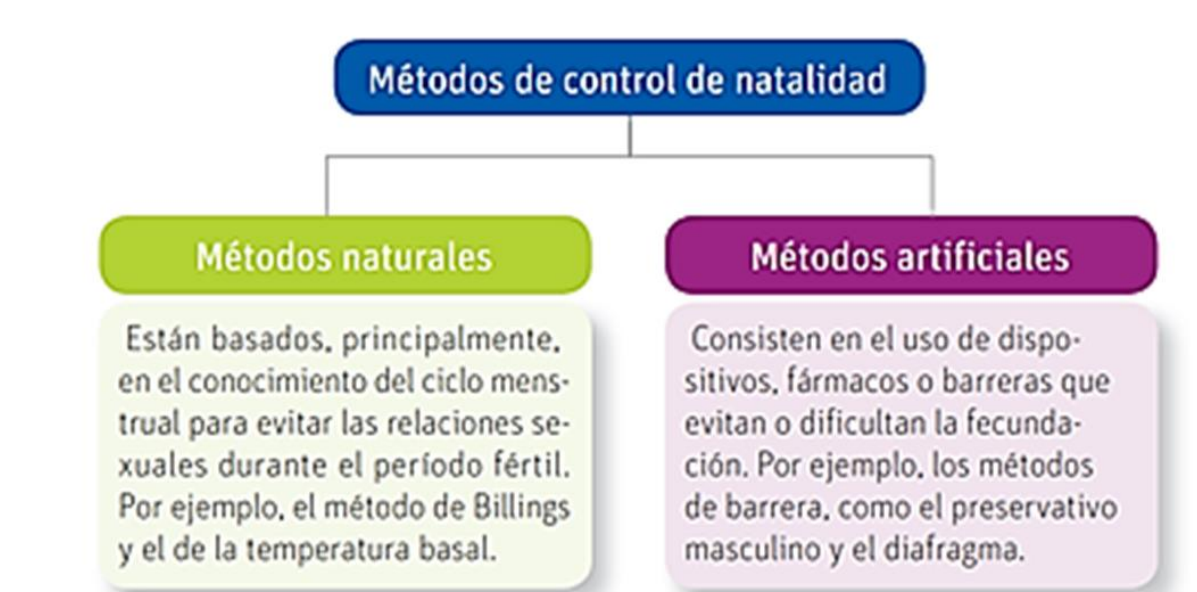 Métodos de control de natalidad
Métodos naturales
Están basados, principalmente,
en el conocimiento del ciclo mens-
trual para evitar las relaciones se-
xuales durante el período fértil.
Por ejemplo, el método de Billings
y el de la temperatura basal.
Métodos artificiales
Consisten en el uso de dispo-
sitivos, fármacos o barreras que
evitan o dificultan la fecunda-
ción. Por ejemplo, los métodos
de barrera, como el preservativo
masculino y el diafragma.